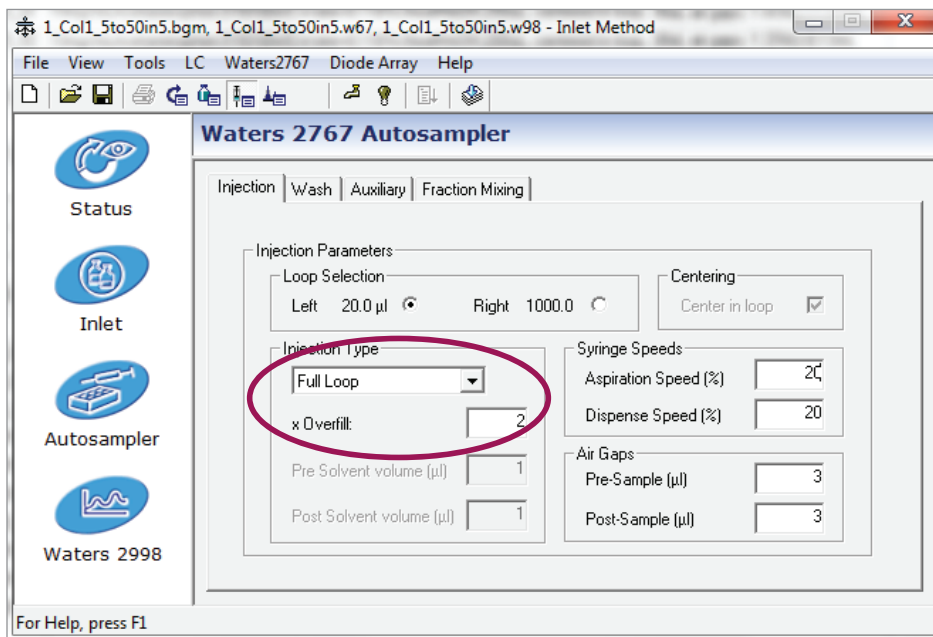 1_Col1_5to50in5.bgm, 1_Col1_5to50in5.w67, 1_Col1_5to50in5.w98 - Inlet Method
File View Tools LC Waters2767 Diode Array Help
Waters 2767 Autosampler
Status
Inlet
Autosampler
Waters 2998
Injection Wash Auxiliary Fraction Mixing
Injection Parameters
Loop Selection
Left 20.0 µl Right 1000.0
Centering
Center in loop
Injection Type
Full Loop
x Overfill: 2
Pre Solvent volume (µl) 1
Post Solvent volume (µl) 1
Syringe Speeds
Aspiration Speed (%) 20
Dispense Speed (%) 20
Air Gaps
Pre-Sample (µl) 3
Post-Sample (µl) 3
For Help, press F1